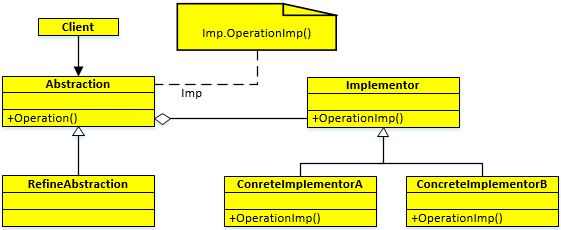 Client
Imp.OperationImp()
Abstraction
+Operation()
Imp
Implementor
+OperationImp()
RefineAbstraction
ConreteImplementorA
+OperationImp()
ConcreteImplementorB
+OperationImp()